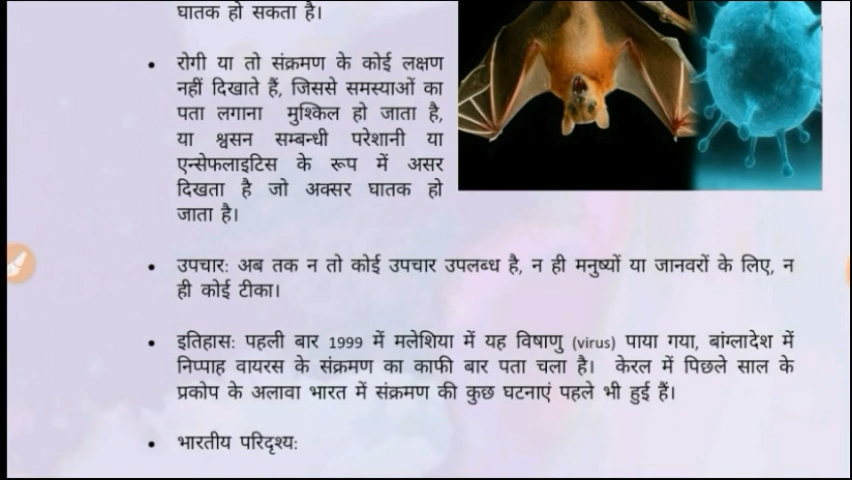 घातक हो सकता है।
• रोगी या तो संक्रमण के कोई लक्षण
नहीं दिखाते हैं, जिससे समस्याओं का
पता लगाना मुश्किल हो जाता है,
या श्वसन सम्बन्धी परेशानी या
एन्सेफलाइटिस के रूप में असर
दिखता है जो अक्सर घातक हो
जाता है।
• उपचार: अब तक न तो कोई उपचार उपलब्ध है, न ही मनुष्यों या जानवरों के लिए, न
ही कोई टीका।
• इतिहास: पहली बार 1999 में मलेशिया में यह विषाणु (virus) पाया गया, बांग्लादेश में
निप्पाह वायरस के संक्रमण का काफी बार पता चला है। केरल में पिछले साल के
प्रकोप के अलावा भारत में संक्रमण की कुछ घटनाएं पहले भी हुई हैं।
• भारतीय परिदृश्य: